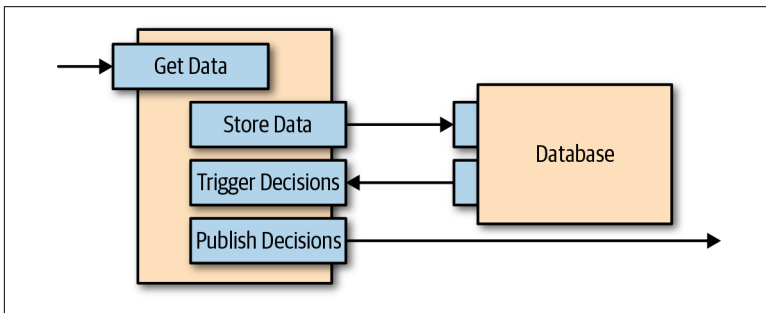 Get Data
Store Data
Trigger Decisions
Publish Decisions
Database